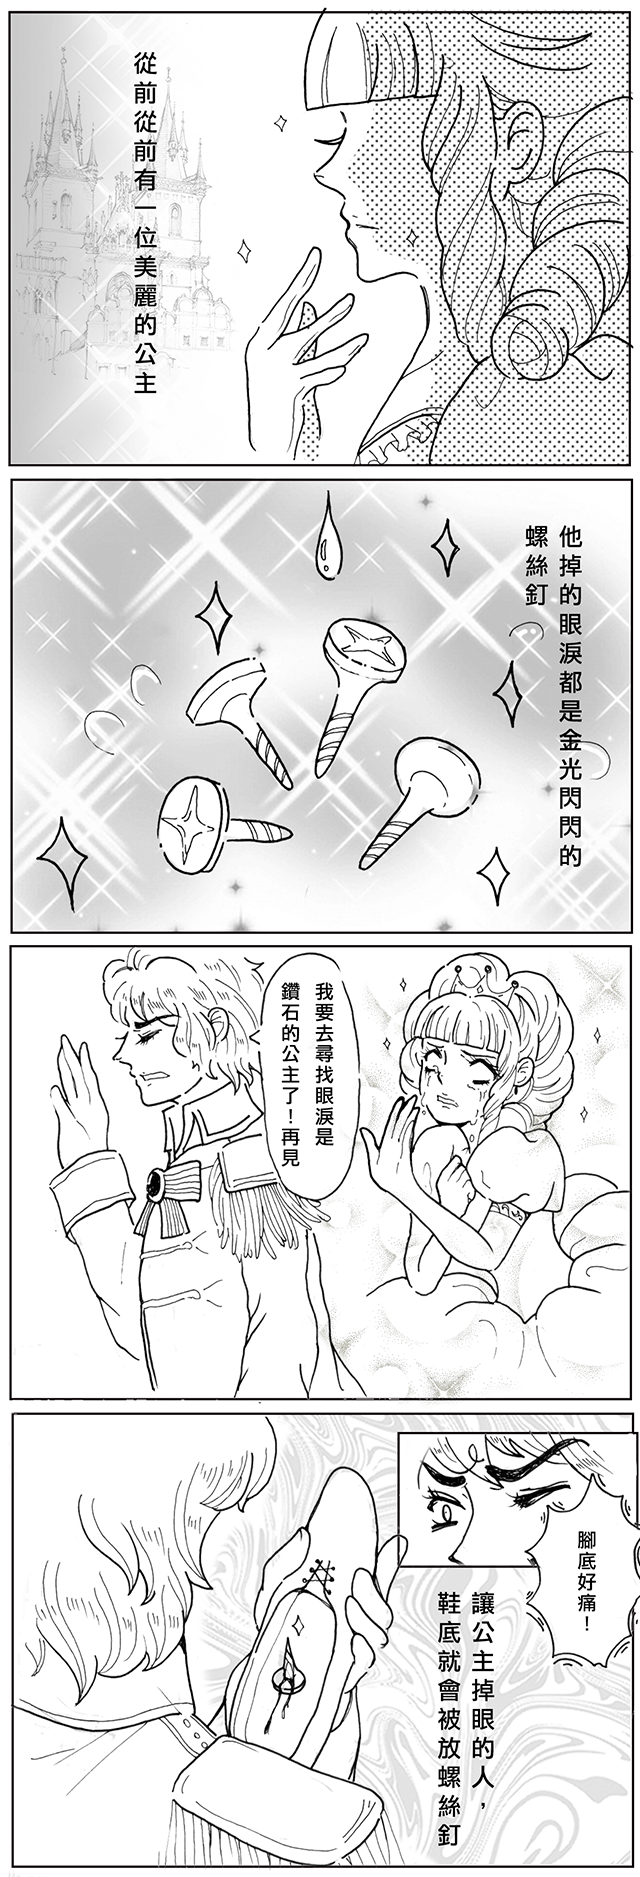 從前從前有一位美麗的公主
他掉的眼淚都是金光閃閃的
螺絲釘
我要去尋找眼淚是
鑽石的公主了！再見
腳底好痛！
讓公主掉眼的人，
鞋底就會被放螺絲釘